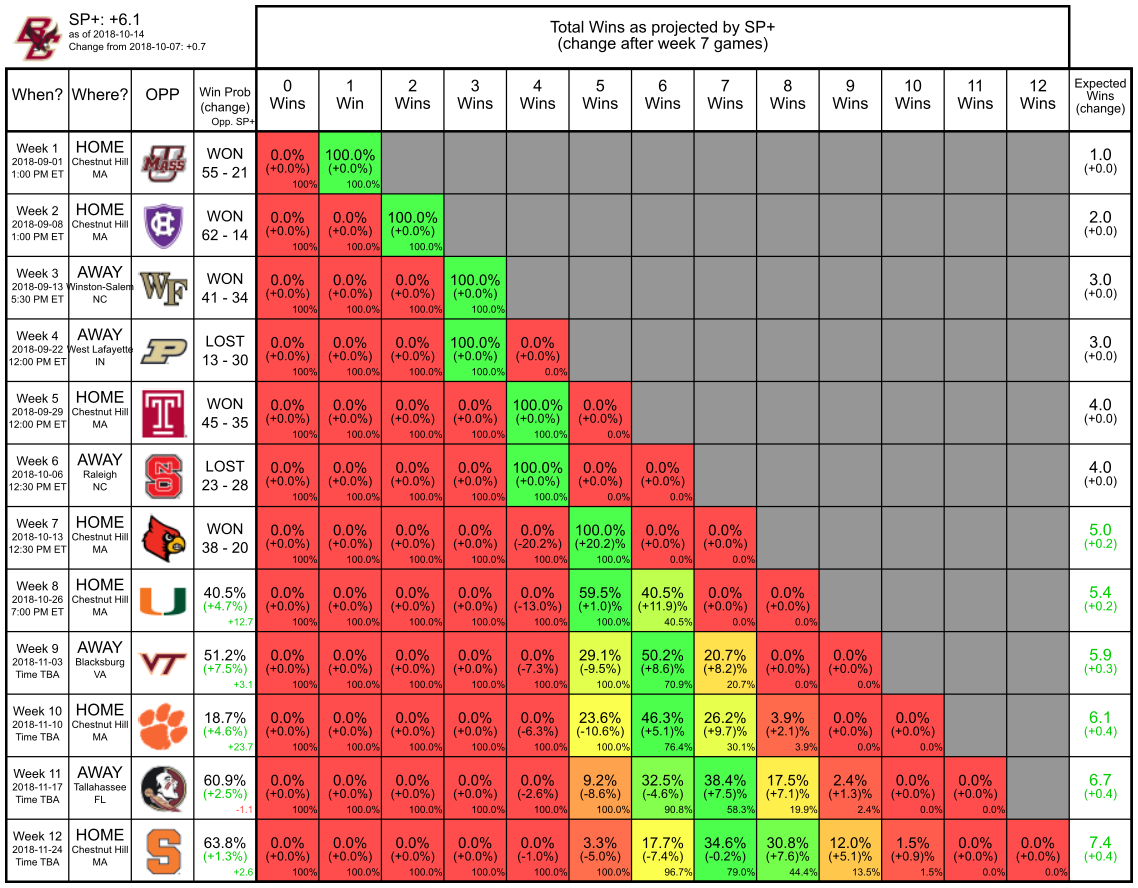 SP+: +6.1
as of 2018-10-14
Change from 2018-10-07: +0.7
Total Wins as projected by SP+
(change after week 7 games)
When? Where? OPP Win Prob (change) Opp. SP+ 0 Wins 1 Win 2 Wins 3 Wins 4 Wins 5 Wins 6 Wins 7 Wins 8 Wins 9 Wins 10 Wins 11 Wins 12 Wins Expected Wins (change)
Week 1 HOME WON 0.0% 100.0% 1.0
2018-09-01 Chestnut Hill MASS (+0.0%) (+0.0%) (+0.0)
1:00 PM ET MA 55 - 21 100% 100.0%
Week 2 HOME WON 0.0% 0.0% 100.0% 2.0
2018-09-08 Chestnut Hill HC (+0.0%) (+0.0%) (+0.0%) (+0.0)
1:00 PM ET MA 62 - 14 100% 100.0% 100.0%
Week 3 AWAY WON 0.0% 0.0% 0.0% 100.0% 3.0
2018-09-13 Winston-Salem WF (+0.0%) (+0.0%) (+0.0%) (+0.0%) (+0.0)
5:30 PM ET NC 41 - 34 100% 100.0% 100.0% 100.0%
Week 4 AWAY LOST 0.0% 0.0% 0.0% 100.0% 0.0% 3.0
2018-09-22 West Lafayette P (+0.0%) (+0.0%) (+0.0%) (+0.0%) (+0.0%) (+0.0)
12:00 PM ET IN 13 - 30 100% 100.0% 100.0% 100.0% 0.0%
Week 5 HOME WON 0.0% 0.0% 0.0% 0.0% 100.0% 0.0% 4.0
2018-09-29 Chestnut Hill T (+0.0%) (+0.0%) (+0.0%) (+0.0%) (+0.0%) (+0.0%) (+0.0)
12:00 PM ET MA 45 - 35 100% 100.0% 100.0% 100.0% 100.0% 0.0%
Week 6 AWAY LOST 0.0% 0.0% 0.0% 0.0% 100.0% 0.0% 0.0% 4.0
2018-10-06 Raleigh NCS (+0.0%) (+0.0%) (+0.0%) (+0.0%) (+0.0%) (+0.0%) (+0.0%) (+0.0)
12:30 PM ET NC 23 - 28 100% 100.0% 100.0% 100.0% 100.0% 0.0% 0.0%
Week 7 HOME WON 0.0% 0.0% 0.0% 0.0% 0.0% 100.0% 0.0% 0.0% 5.0
2018-10-13 Chestnut Hill (+0.0%) (+0.0%) (+0.0%) (+0.0%) (-20.2%) (+20.2)% (+0.0%) (+0.0%) (+0.2)
12:30 PM ET MA 38 - 20 100% 100.0% 100.0% 100.0% 100.0% 100.0% 0.0% 0.0%
Week 8 HOME 40.5% 0.0% 0.0% 0.0% 0.0% 0.0% 59.5% 40.5% 0.0% 0.0% 5.4
2018-10-26 Chestnut Hill U (+4.7%) (+0.0%) (+0.0%) (+0.0%) (+0.0%) (-13.0%) (+1.0)% (+11.9)% (+0.0%) (+0.0%) (+0.2)
7:00 PM ET MA +12.7 100% 100.0% 100.0% 100.0% 100.0% 100.0% 40.5% 0.0% 0.0%
Week 9 AWAY 51.2% 0.0% 0.0% 0.0% 0.0% 0.0% 29.1% 50.2% 20.7% 0.0% 0.0% 5.9
2018-11-03 Blacksburg VT (+7.5%) (+0.0%) (+0.0%) (+0.0%) (+0.0%) (-7.3%) (-9.5%) (+8.6)% (+8.2)% (+0.0%) (+0.0%) (+0.3)
Time TBA VA +3.1 100% 100.0% 100.0% 100.0% 100.0% 100.0% 70.9% 20.7% 0.0% 0.0%
Week 10 HOME 18.7% 0.0% 0.0% 0.0% 0.0% 0.0% 23.6% 46.3% 26.2% 3.9% 0.0% 0.0% 6.1
2018-11-10 Chestnut Hill (+4.6%) (+0.0%) (+0.0%) (+0.0%) (+0.0%) (-6.3%) (-10.6%) (+5.1)% (+9.7)% (+2.1)% (+0.0%) (+0.0%) (+0.4)
Time TBA MA +23.7 100% 100.0% 100.0% 100.0% 100.0% 100.0% 76.4% 30.1% 3.9% 0.0% 0.0%
Week 11 AWAY 60.9% 0.0% 0.0% 0.0% 0.0% 0.0% 9.2% 32.5% 38.4% 17.5% 2.4% 0.0% 0.0% 6.7
2018-11-17 Tallahassee (+2.5%) (+0.0%) (+0.0%) (+0.0%) (+0.0%) (-2.6%) (-8.6%) (-4.6%) (+7.5)% (+7.1)% (+1.3)% (+0.0%) (+0.0%) (+0.4)
Time TBA FL -1.1 100% 100.0% 100.0% 100.0% 100.0% 100.0% 90.8% 58.3% 19.9% 2.4% 0.0% 0.0%
Week 12 HOME 63.8% 0.0% 0.0% 0.0% 0.0% 0.0% 3.3% 17.7% 34.6% 30.8% 12.0% 1.5% 0.0% 0.0% 7.4
2018-11-24 Chestnut Hill S (+1.3%) (+0.0%) (+0.0%) (+0.0%) (+0.0%) (-1.0%) (-5.0%) (-7.4%) (-0.2%) (+7.6)% (+5.1)% (+0.9)% (+0.0%) (+0.0%) (+0.4)
Time TBA MA +2.6 100% 100.0% 100.0% 100.0% 100.0% 100.0% 96.7% 79.0% 44.4% 13.5% 1.5% 0.0% 0.0%